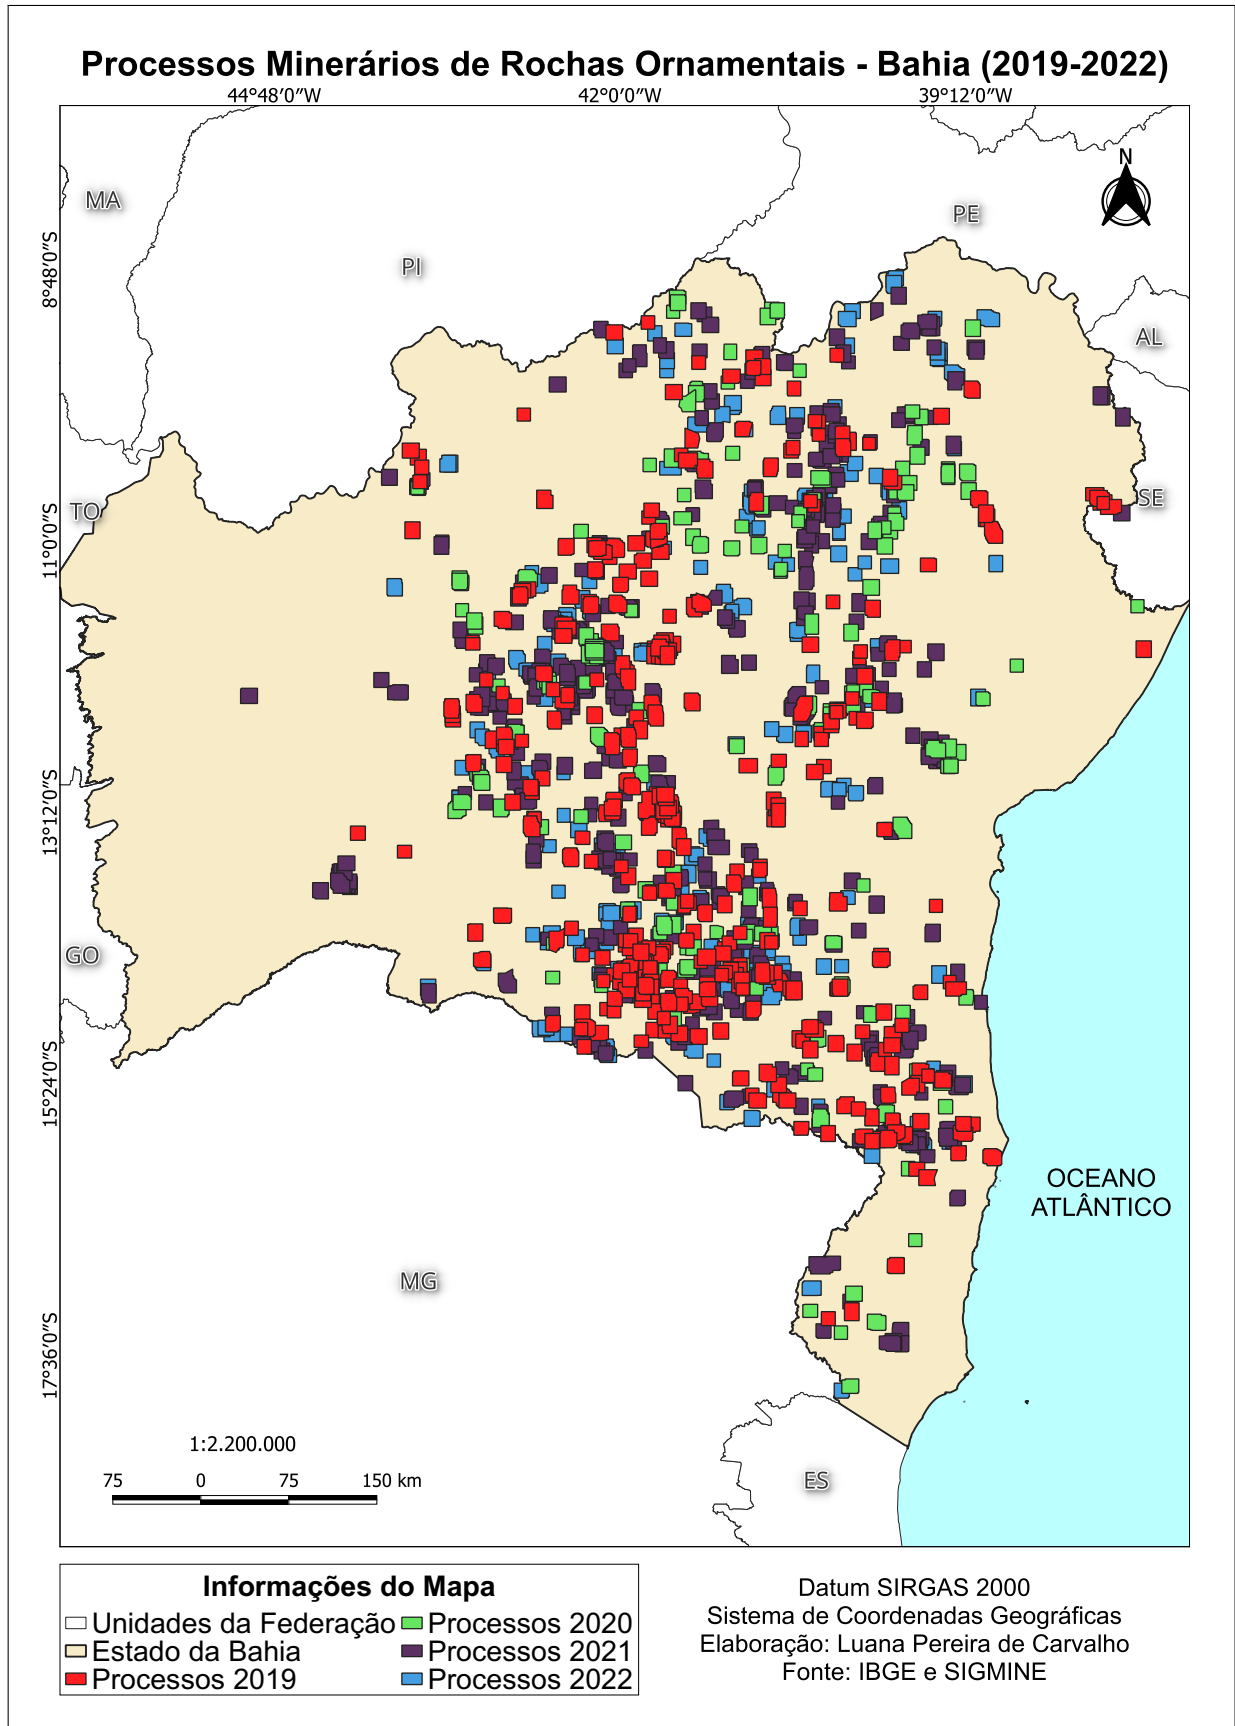 Processos Minerários de Rochas Ornamentais - Bahia (2019-2022)
44°48′0″W 42°0′0″W 39°12′0″W
N
MA
PE
PI
8°48′0″S
AL
TO
SE
11°0′0″S
13°12′0″S
GO
15°24′0″S
OCEANO
ATLÂNTICO
MG
17°36′0″S
1:2.200.000
75 0 75 150 km
ES
Informações do Mapa
Unidades da Federação
Estado da Bahia
Processos 2019
Processos 2020
Processos 2021
Processos 2022
Datum SIRGAS 2000
Sistema de Coordenadas Geográficas
Elaboração: Luana Pereira de Carvalho
Fonte: IBGE e SIGMINE